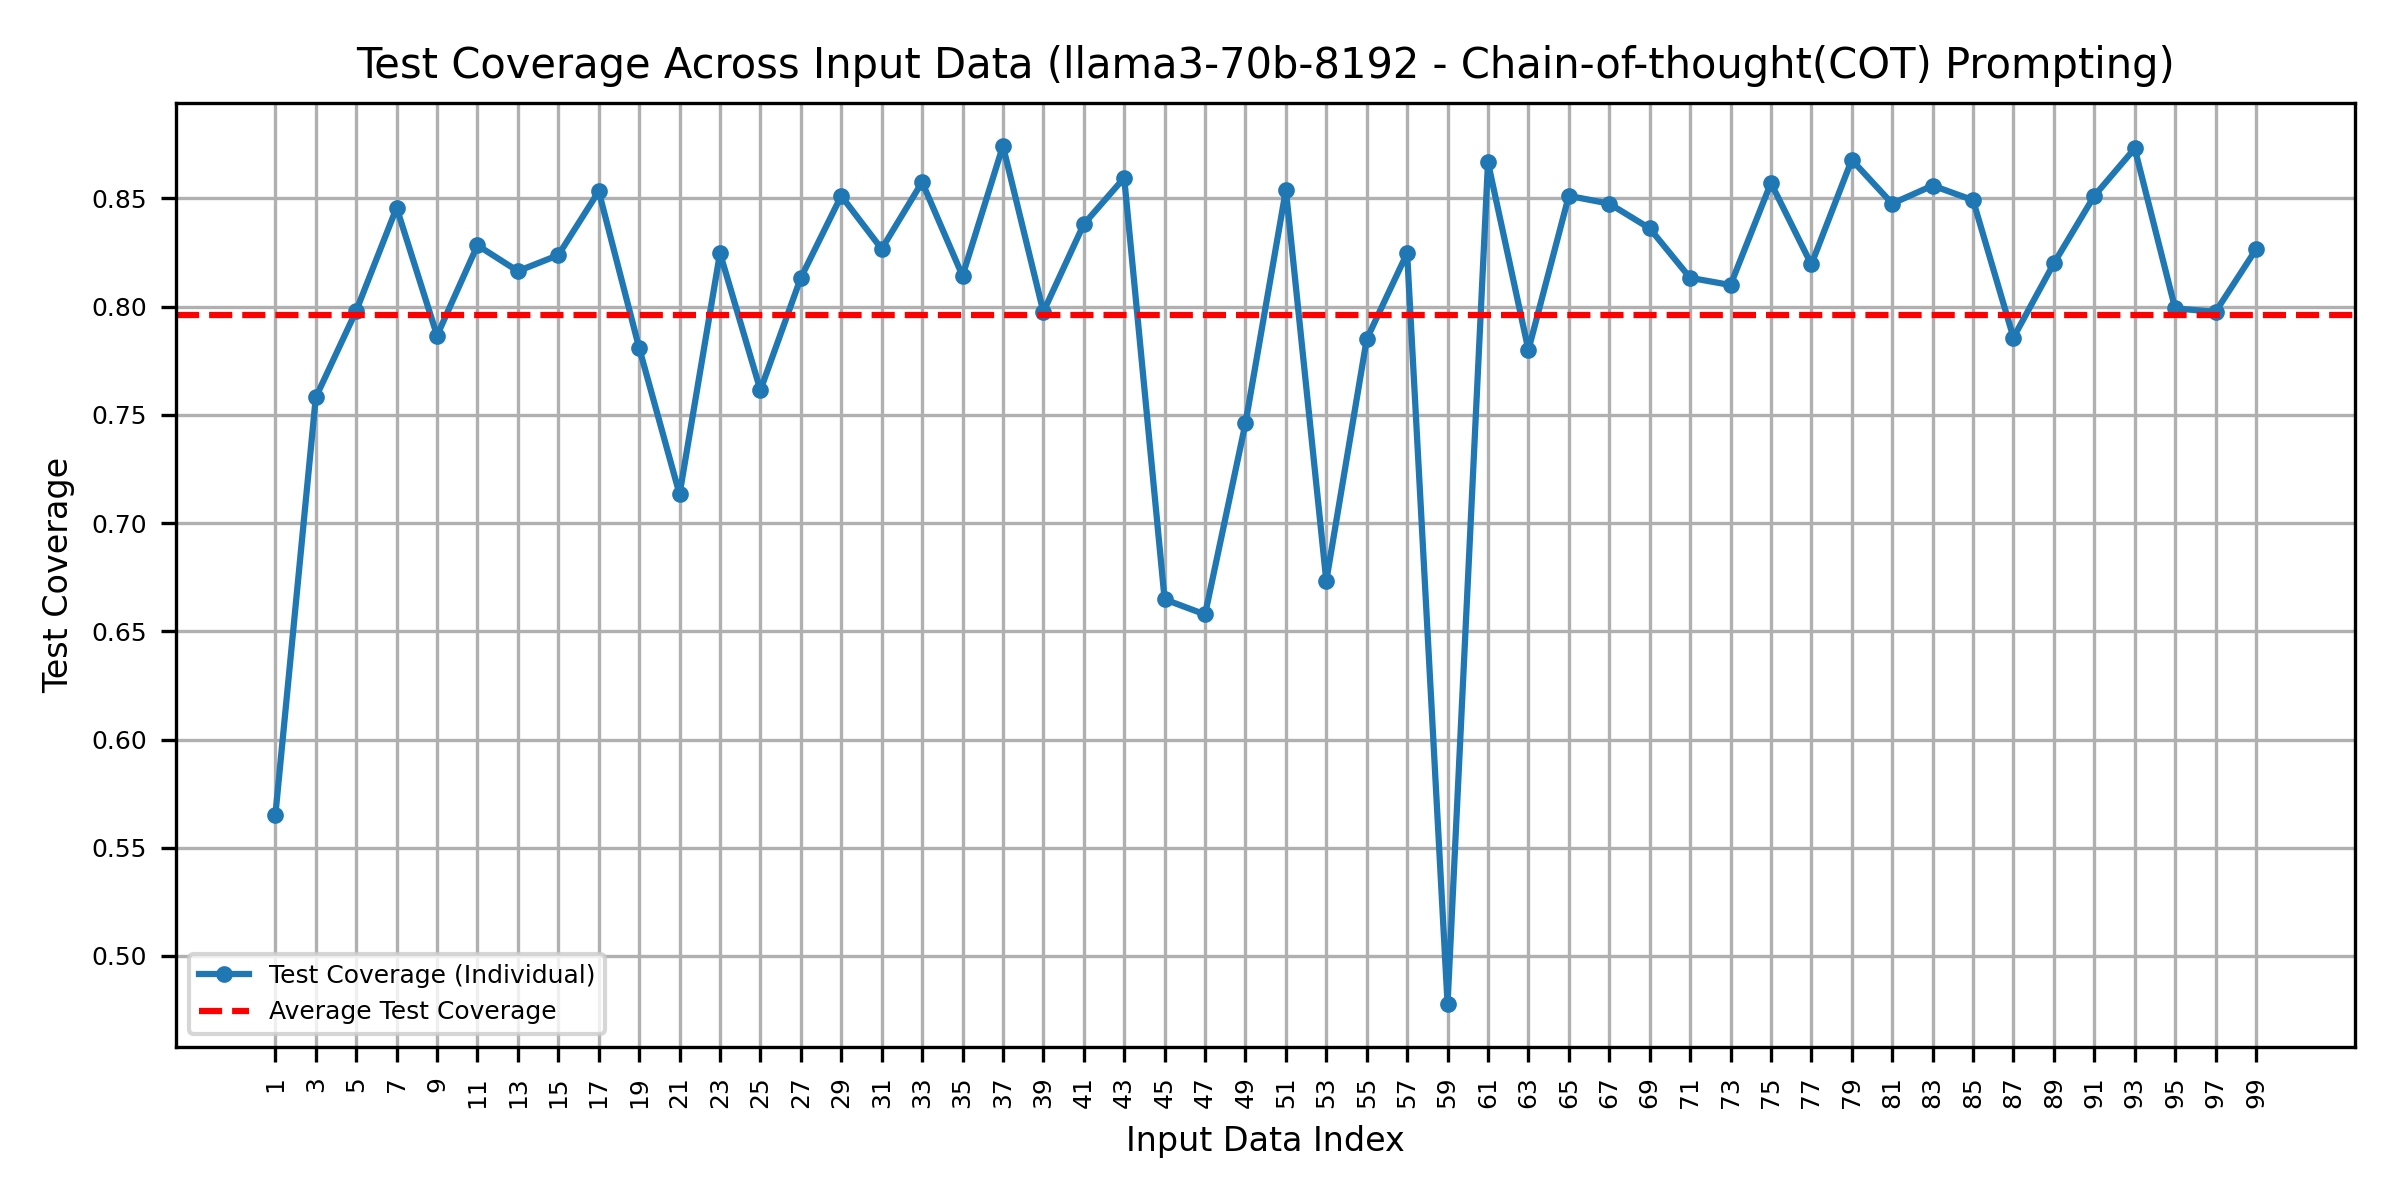 Test Coverage Across Input Data (llama3-70b-8192 - Chain-of-thought(COT) Prompting)
Test Coverage
0.85
0.80
0.75
0.70
0.65
0.60
0.55
0.50
Test Coverage (Individual)
Average Test Coverage
1 3 5 7 9 11 13 15 17 19 21 23 25 27 29 31 33 35 37 39 41 43 45 47 49 51 53 55 57 59 61 63 65 67 69 71 73 75 77 79 81 83 85 87 89 91 93 95 97 99
Input Data Index